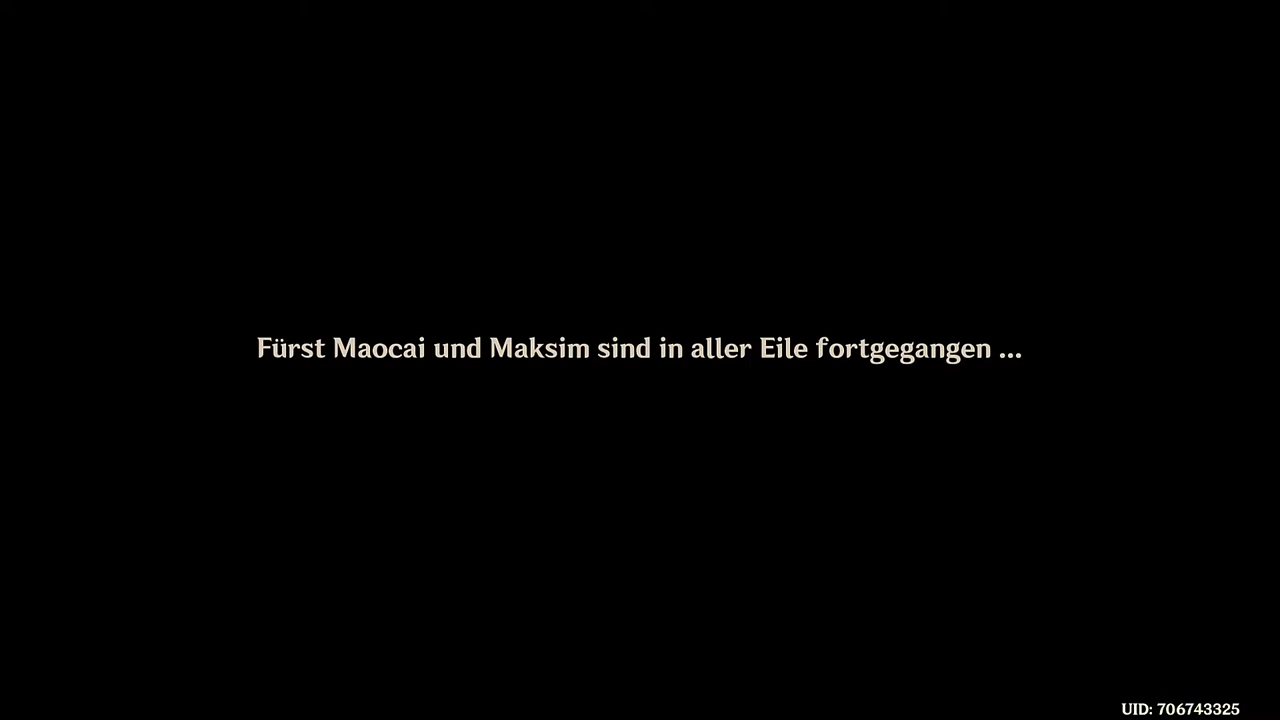 Fürst Maocai und Maksim sind in aller Eile fortgegangen ...
UID: 706743325